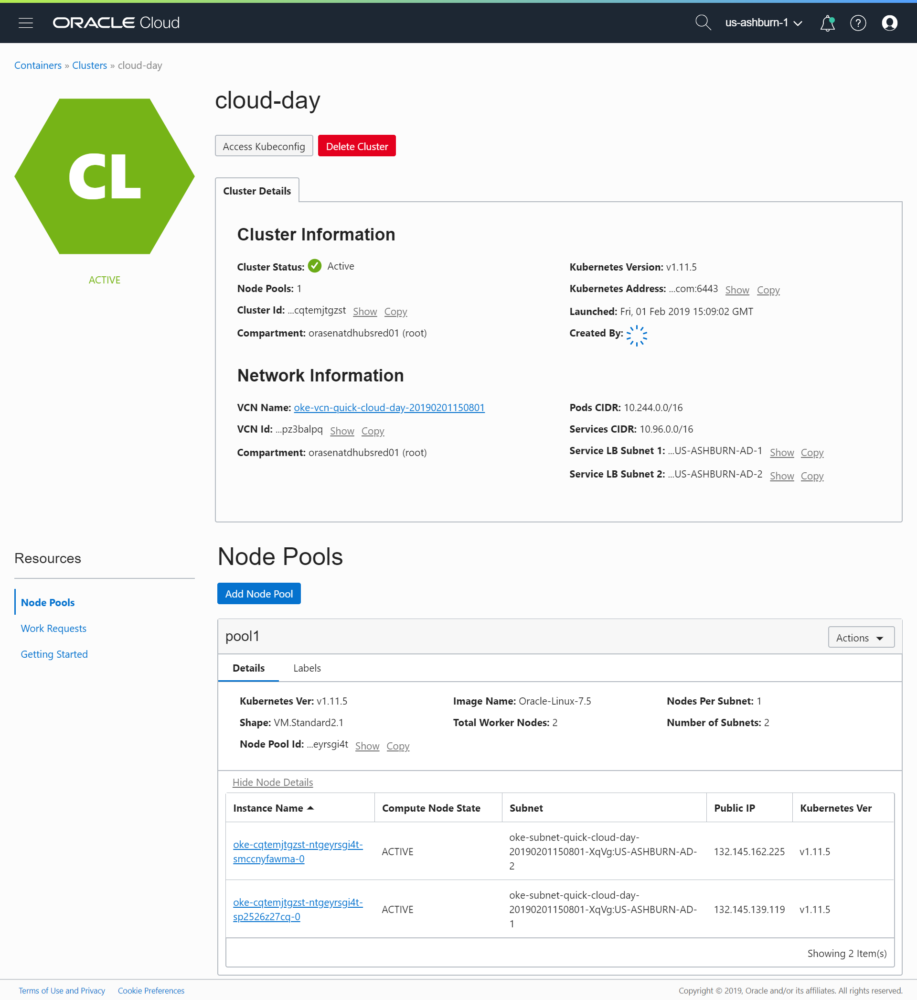 ORACLE Cloud
us-ashburn-1
?
Containers » Clusters » cloud-day
CL
ACTIVE
cloud-day
Access Kubeconfig
Delete Cluster
Cluster Details
Cluster Information
Cluster Status: Active
Node Pools: 1
Cluster Id: ...cqtemjtgzst Show Copy
Compartment: orasenatdhubsred01 (root)
Kubernetes Version: v1.11.5
Kubernetes Address: ...com:6443 Show Copy
Launched: Fri, 01 Feb 2019 15:09:02 GMT
Created By:
Network Information
VCN Name: oke-vcn-quick-cloud-day-20190201150801
VCN Id: ...pz3balpq Show Copy
Compartment: orasenatdhubsred01 (root)
Pods CIDR: 10.244.0.0/16
Services CIDR: 10.96.0.0/16
Service LB Subnet 1: ...US-ASHBURN-AD-1 Show Copy
Service LB Subnet 2: ...US-ASHBURN-AD-2 Show Copy
Resources
Node Pools
Work Requests
Getting Started
Node Pools
Add Node Pool
pool1
Actions
Details Labels
Kubernetes Ver: v1.11.5
Shape: VM.Standard2.1
Node Pool Id: ...eyrsgi4t Show Copy
Image Name: Oracle-Linux-7.5
Total Worker Nodes: 2
Nodes Per Subnet: 1
Number of Subnets: 2
Hide Node Details
Instance Name Compute Node State Subnet Public IP Kubernetes Ver
oke-cqtemjtgzst-ntgeyrsgi4t-
smccnyfawma-0
ACTIVE
oke-subnet-quick-cloud-day-
20190201150801-XqVg:US-ASHBURN-AD-
2
132.145.162.225
v1.11.5
oke-cqtemjtgzst-ntgeyrsgi4t-
sp2526z27cq-0
ACTIVE
oke-subnet-quick-cloud-day-
20190201150801-XqVg:US-ASHBURN-AD-
1
132.145.139.119
v1.11.5
Showing 2 Item(s)
Terms of Use and Privacy Cookie Preferences
Copyright © 2019, Oracle and/or its affiliates. All rights reserved.